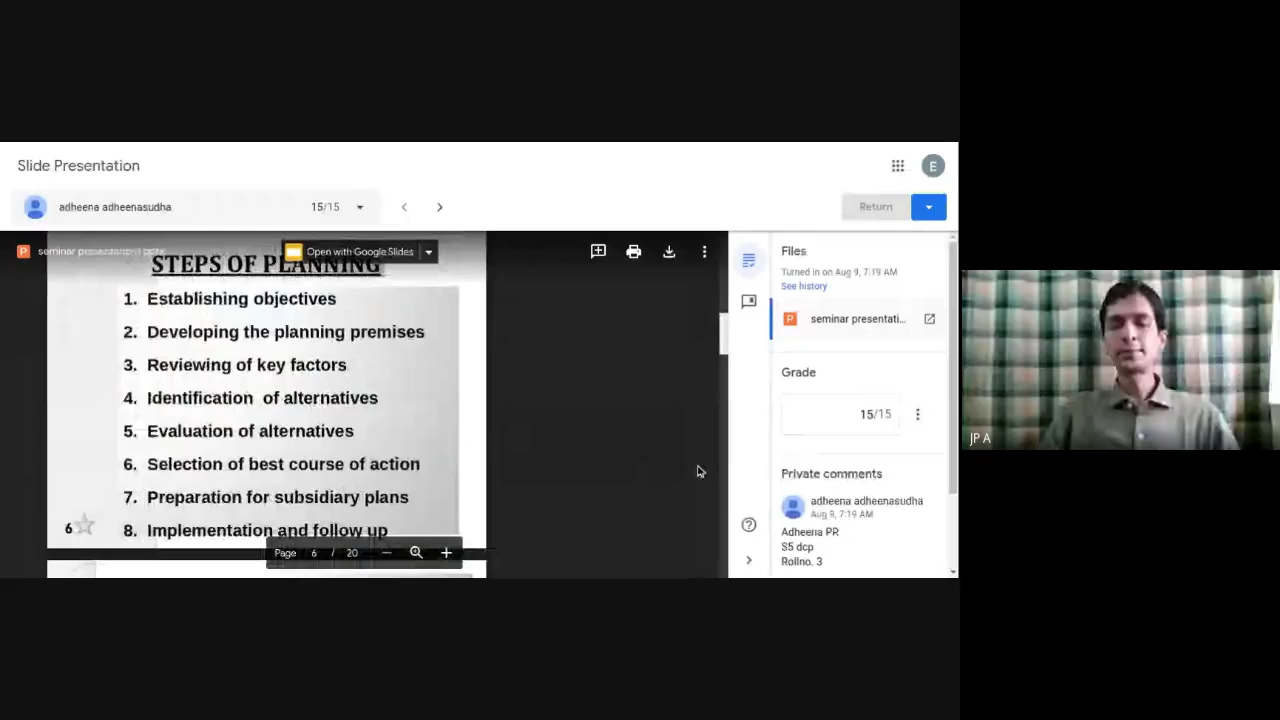 Slide Presentation
E
adheena adheenasudha
15/15
Return
P
Open with Google Slides
STEPS OF PLANNING
1. Establishing objectives
2. Developing the planning premises
3. Reviewing of key factors
4. Identification of alternatives
5. Evaluation of alternatives
6. Selection of best course of action
7. Preparation for subsidiary plans
8. Implementation and follow up
6
Page 6 / 20
Files
Turned in on Aug 9, 7:19 AM
See history
P seminar presentati...
Grade
15/15
Private comments
adheena adheenasudha
Aug 9, 7:19 AM
Adheena PR
S5 dcp
Rollno. 3
JP A